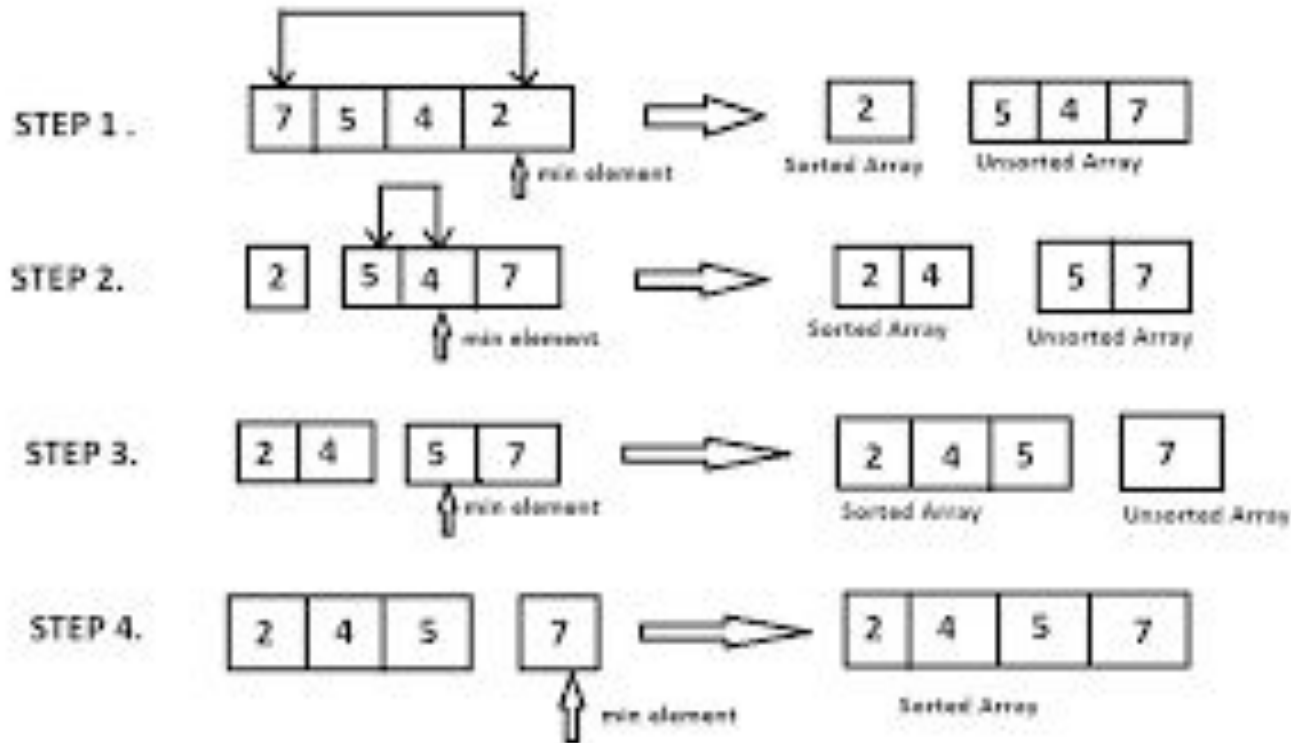 STEP 1 . 7 5 4 2 2 5 4 7
min element Sorted Array Unsorted Array
STEP 2. 2 5 4 7 2 4 5 7
min element Sorted Array Unsorted Array
STEP 3. 2 4 5 7 2 4 5 7
min element Sorted Array Unsorted Array
STEP 4. 2 4 5 7 2 4 5 7
min element Sorted Array